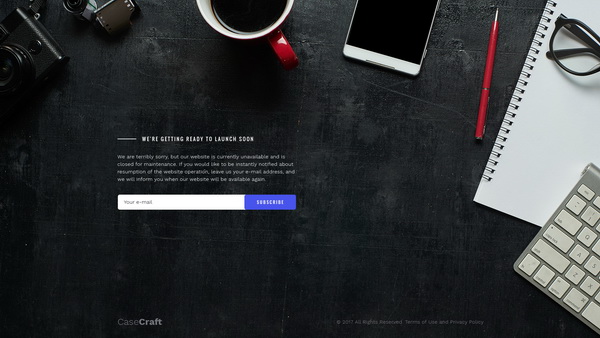 WE'RE GETTING READY TO LAUNCH SOON
We are terribly sorry, but our website is currently unavailable and is
closed for maintenance. If you would like to be instantly notified about
resumption of the website operation, leave us your e-mail address, and
we will inform you when our website will be available again.
Your e-mail
SUBSCRIBE
CaseCraft
© 2017 All Rights Reserved. Terms of Use and Privacy Policy